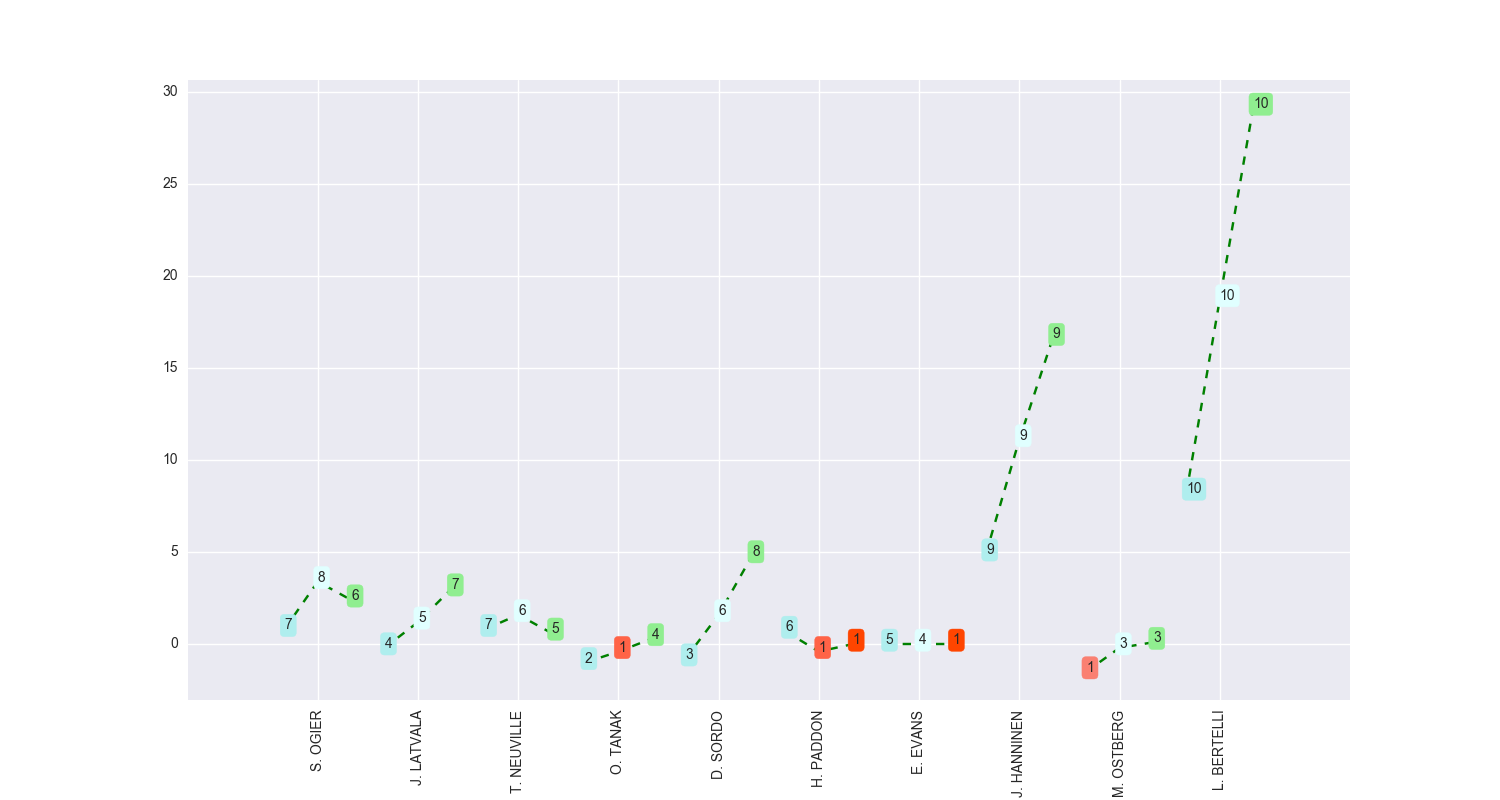 30
25
20
15
10
5
0
7 8 6
4 5 7
7 6 5
2 1 4
3 6 8
6 1 1
5 4 1
9 9 9
1 3 3
10 10 10
S. OGIER
J. LATVALA
T. NEUVILLE
O. TANAK
D. SORDO
H. PADDON
E. EVANS
J. HANNINEN
M. OSTBERG
L. BERTELLI